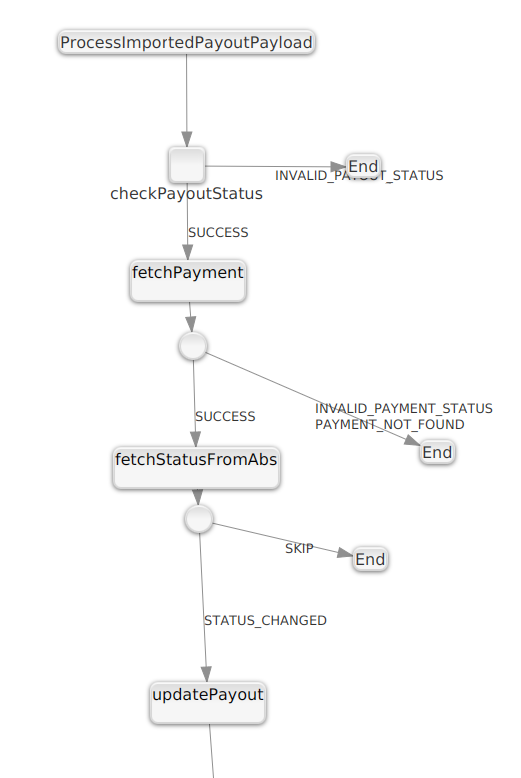 ProcessImportedPayoutPayload
End
INVALID_PAYOUT_STATUS
checkPayoutStatus
SUCCESS
fetchPayment
INVALID_PAYMENT_STATUS
PAYMENT_NOT_FOUND
SUCCESS
End
fetchStatusFromAbs
SKIP
End
STATUS_CHANGED
updatePayout